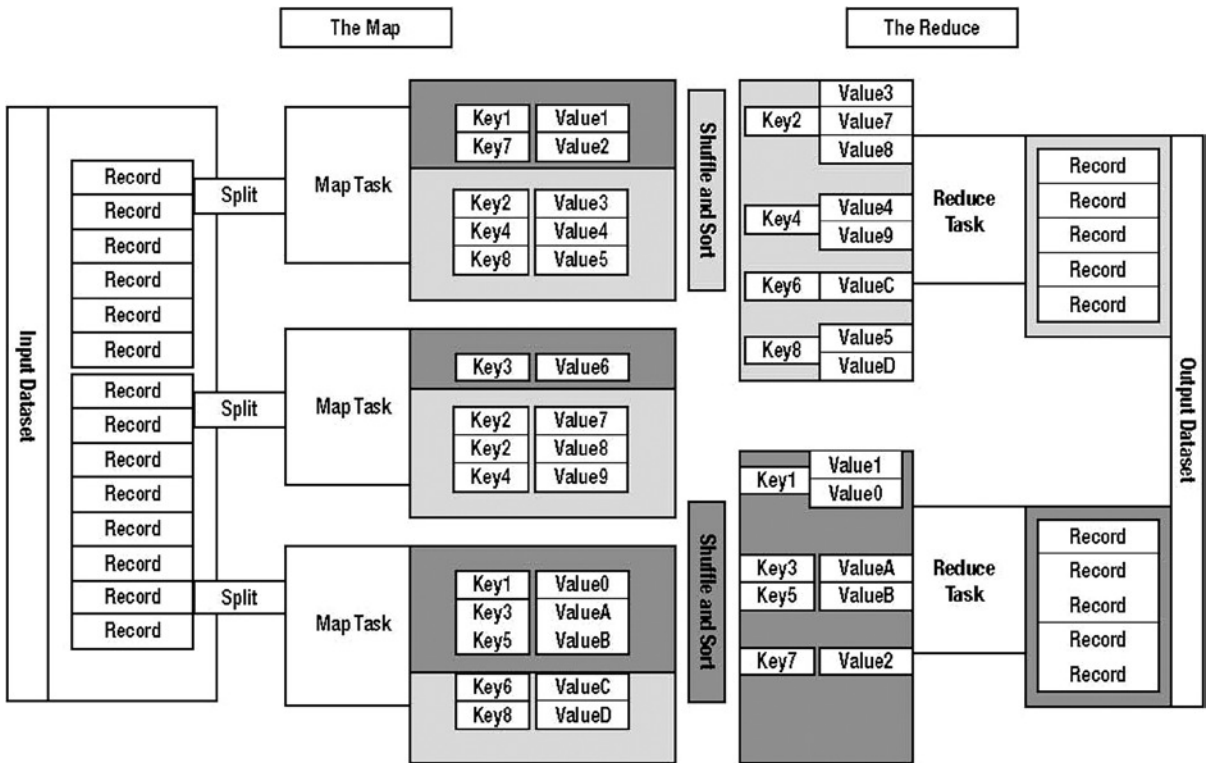 The Map
The Reduce
Input Dataset
Record
Record
Record
Record
Record
Record
Record
Record
Record
Record
Record
Record
Record
Record
Split
Split
Split
Map Task
Key1 Value1
Key7 Value2
Key2 Value3
Key4 Value4
Key8 Value5
Map Task
Key3 Value6
Key2 Value7
Key2 Value8
Key4 Value9
Map Task
Key1 Value0
Key3 ValueA
Key5 ValueB
Key6 ValueC
Key8 ValueD
Shuffle and Sort
Shuffle and Sort
Key2
Value3
Value7
Value8
Key4
Value4
Value9
Key6 ValueC
Key8
Value5
ValueD
Reduce
Task
Record
Record
Record
Record
Record
Key1
Value1
Value0
Key3 ValueA
Key5 ValueB
Key7 Value2
Reduce
Task
Record
Record
Record
Record
Record
Output Dataset